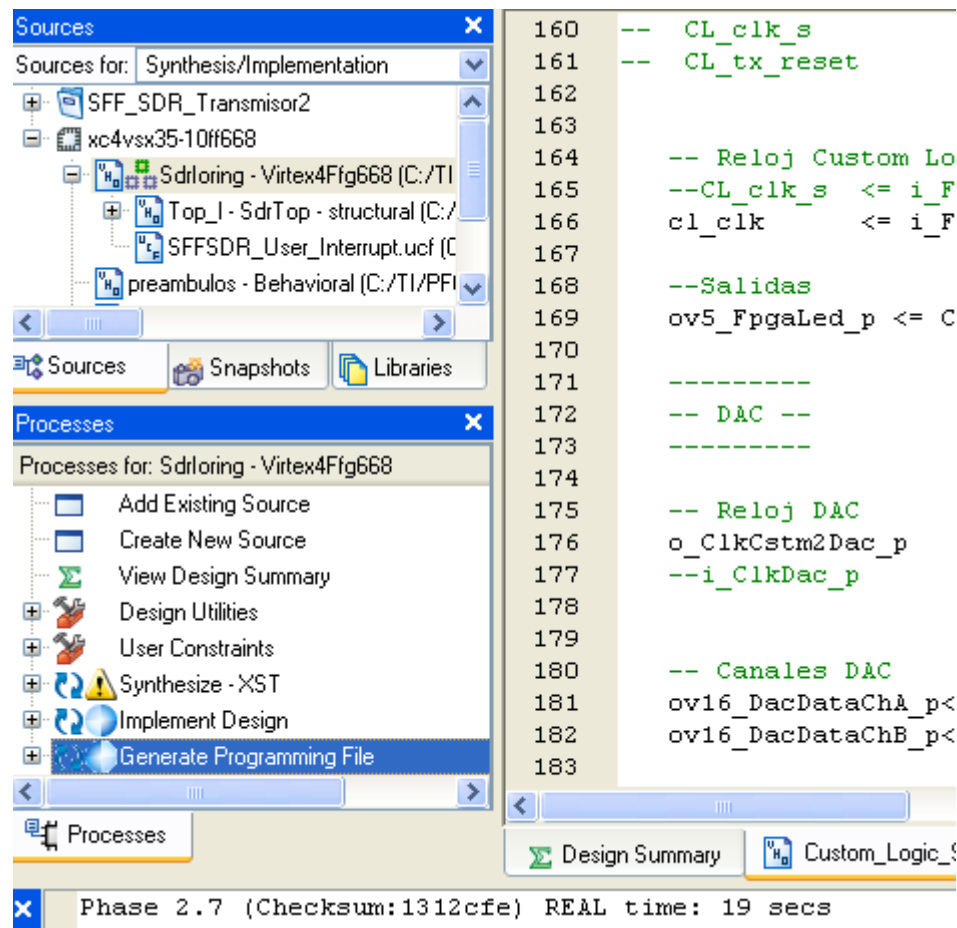 Sources
Sources for: Synthesis/Implementation
SFF_SDR_Transmisor2
xc4vsx35-10ff668
SdrIoring - Virtex4Ffg668 (C:/TI
Top_I - SdrTop - structural (C:/
SFFSDR_User_Interrupt.ucf (C
preambulos - Behavioral (C:/TI/PFI
Sources
Snapshots
Libraries
Processes
Processes for: SdrIoring - Virtex4Ffg668
Add Existing Source
Create New Source
View Design Summary
Design Utilities
User Constraints
Synthesize - XST
Implement Design
Generate Programming File
Processes
160 -- CL_clk_s
161 -- CL_tx_reset
162
163
164 -- Reloj Custom Lo
165 --CL_clk_s <= i_F
166 cl_clk <= i_F
167
168 --Salidas
169 ov5_FpgaLed_p <= C
170
171 ---------
172 -- DAC --
173 ---------
174
175 -- Reloj DAC
176 o_ClkCstm2Dac_p
177 --i_ClkDac_p
178
179
180 -- Canales DAC
181 ov16_DacDataChA_p<
182 ov16_DacDataChB_p<
183
Design Summary
Custom_Logic_S
Phase 2.7 (Checksum:1312cfe) REAL time: 19 secs